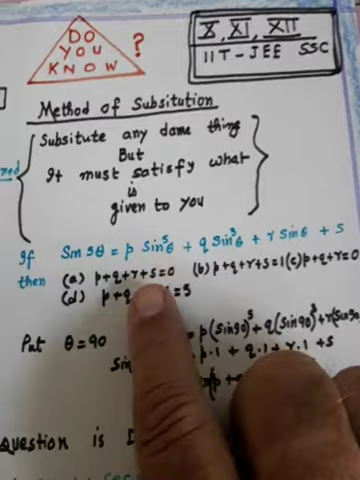 DO
YOU
KNOW
?
X, XI, XII
IIT-JEE SSC
Method of Subsitution
Subsitute any dame thing
But
It must satisfy what
is
given to you
If Sin 5θ = p Sin⁵θ + q Sin³θ + r Sinθ + s
then (a) p+q+r+s=0 (b) p+q+r+s=1 (c) p+q+r=0
(d) p+q
Put θ=90 = p(Sin90)⁵ + q(Sin90)³ + r(Sin90
Sin p.1 + q.1 + r.1 + s
question is